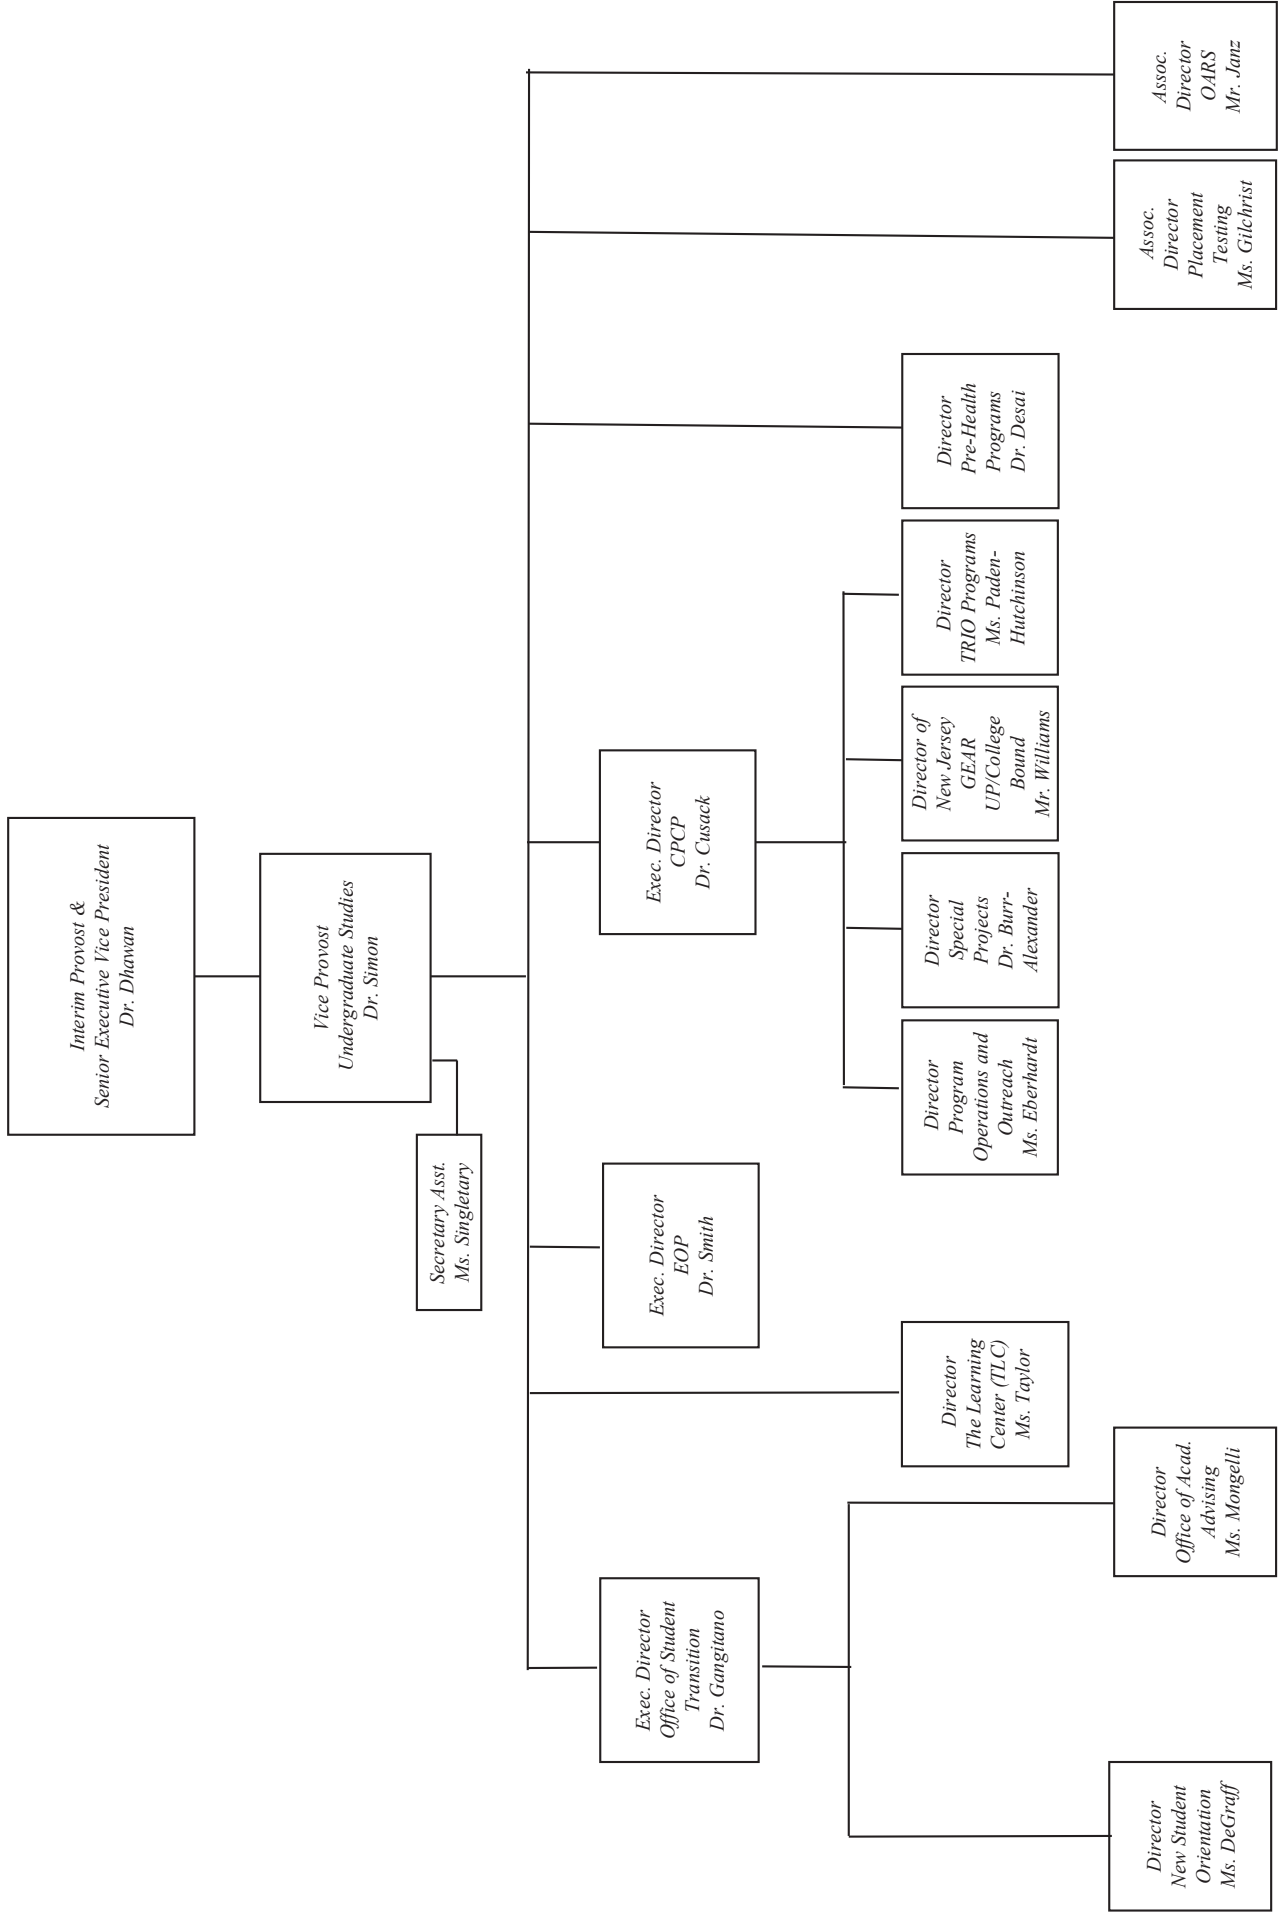 Interim Provost &
Senior Executive Vice President
Dr. Dhawan
Vice Provost
Undergraduate Studies
Dr. Simon
Secretary Asst.
Ms. Singletary
Exec. Director
Office of Student
Transition
Dr. Gangitano
Exec. Director
EOP
Dr. Smith
Exec. Director
CPCP
Dr. Cusack
Director
The Learning
Center (TLC)
Ms. Taylor
Director
Program
Operations and
Outreach
Ms. Eberhardt
Director
Special
Projects
Dr. Burr-
Alexander
Director of
New Jersey
GEAR
UP/College
Bound
Mr. Williams
Director
TRIO Programs
Ms. Paden-
Hutchinson
Director
Pre-Health
Programs
Dr. Desai
Director
New Student
Orientation
Ms. DeGraff
Director
Office of Acad.
Advising
Ms. Mongelli
Assoc.
Director
Placement
Testing
Ms. Gilchrist
Assoc.
Director
OARS
Mr. Janz